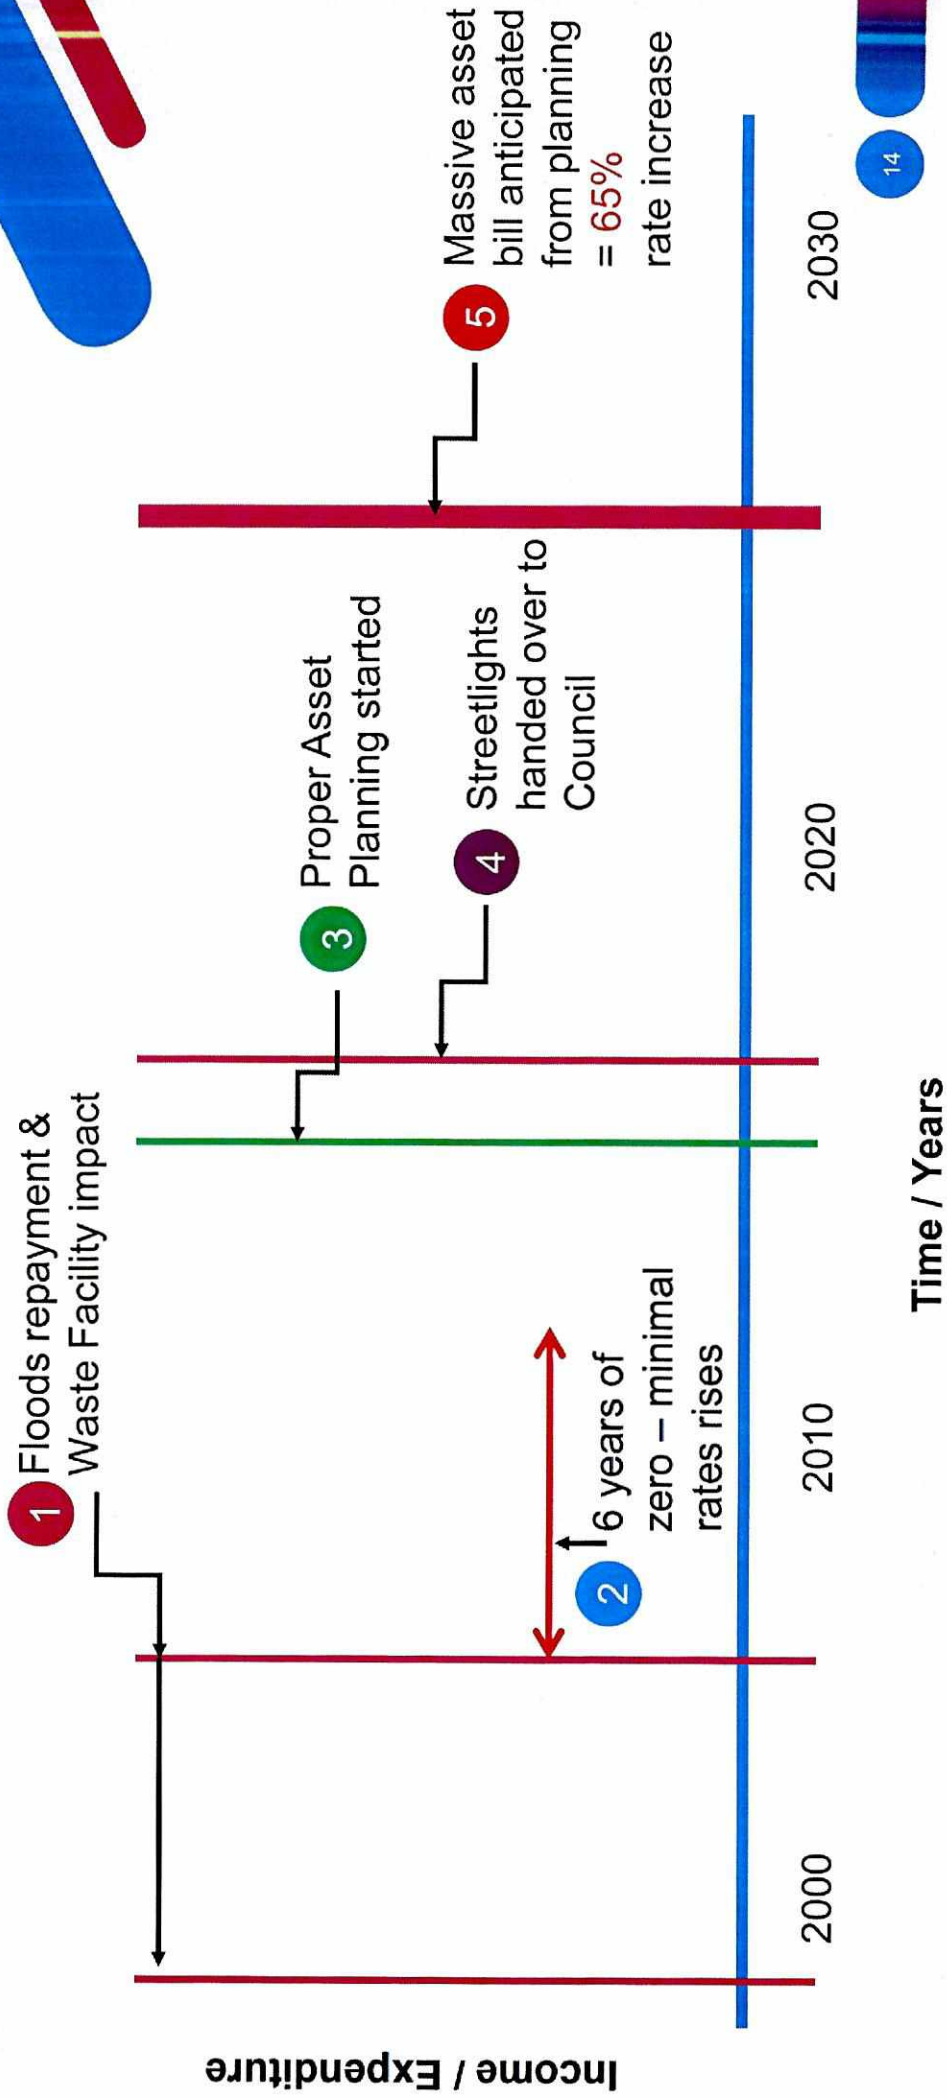 1
Floods repayment &
Waste Facility impact
3
Proper Asset
Planning started
5
Massive asset
bill anticipated
from planning
= 65%
rate increase
4
Streetlights
handed over to
Council
2
6 years of
zero – minimal
rates rises
Income / Expenditure
2000
2010
2020
2030
Time / Years
14